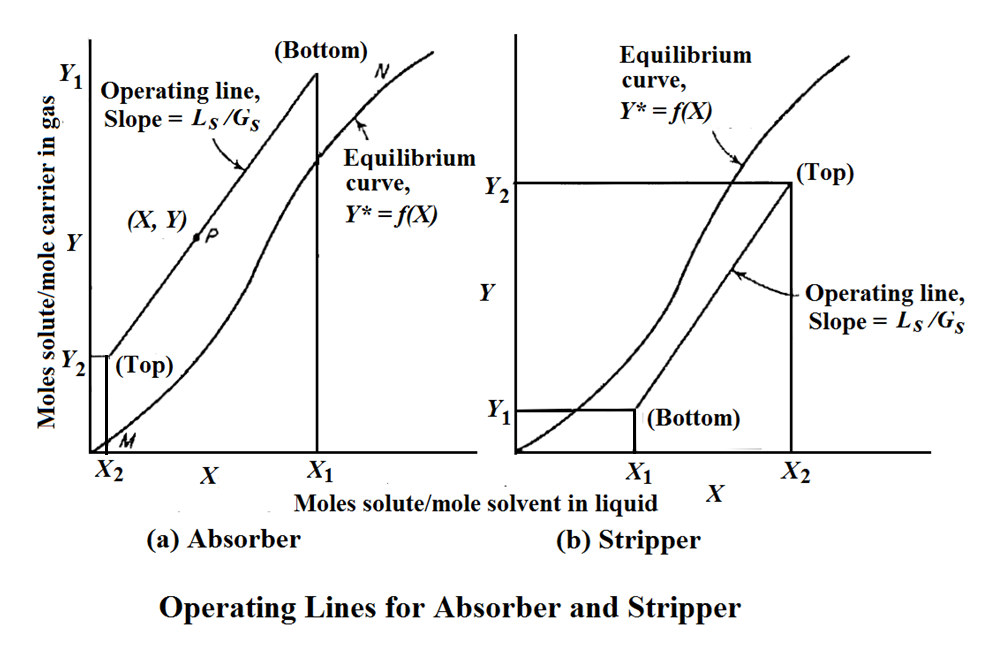 Moles solute/mole carrier in gas
Y₁
(Bottom)
Operating line,
Slope = Lₛ/Gₛ
N
Equilibrium
curve,
Y* = f(X)
(X, Y)
P
Y
Y₂
(Top)
M
X₂
X
X₁
Equilibrium
curve,
Y* = f(X)
Y₂
(Top)
Y
Operating line,
Slope = Lₛ/Gₛ
Y₁
(Bottom)
X₁
X
X₂
Moles solute/mole solvent in liquid
(a) Absorber
(b) Stripper
Operating Lines for Absorber and Stripper